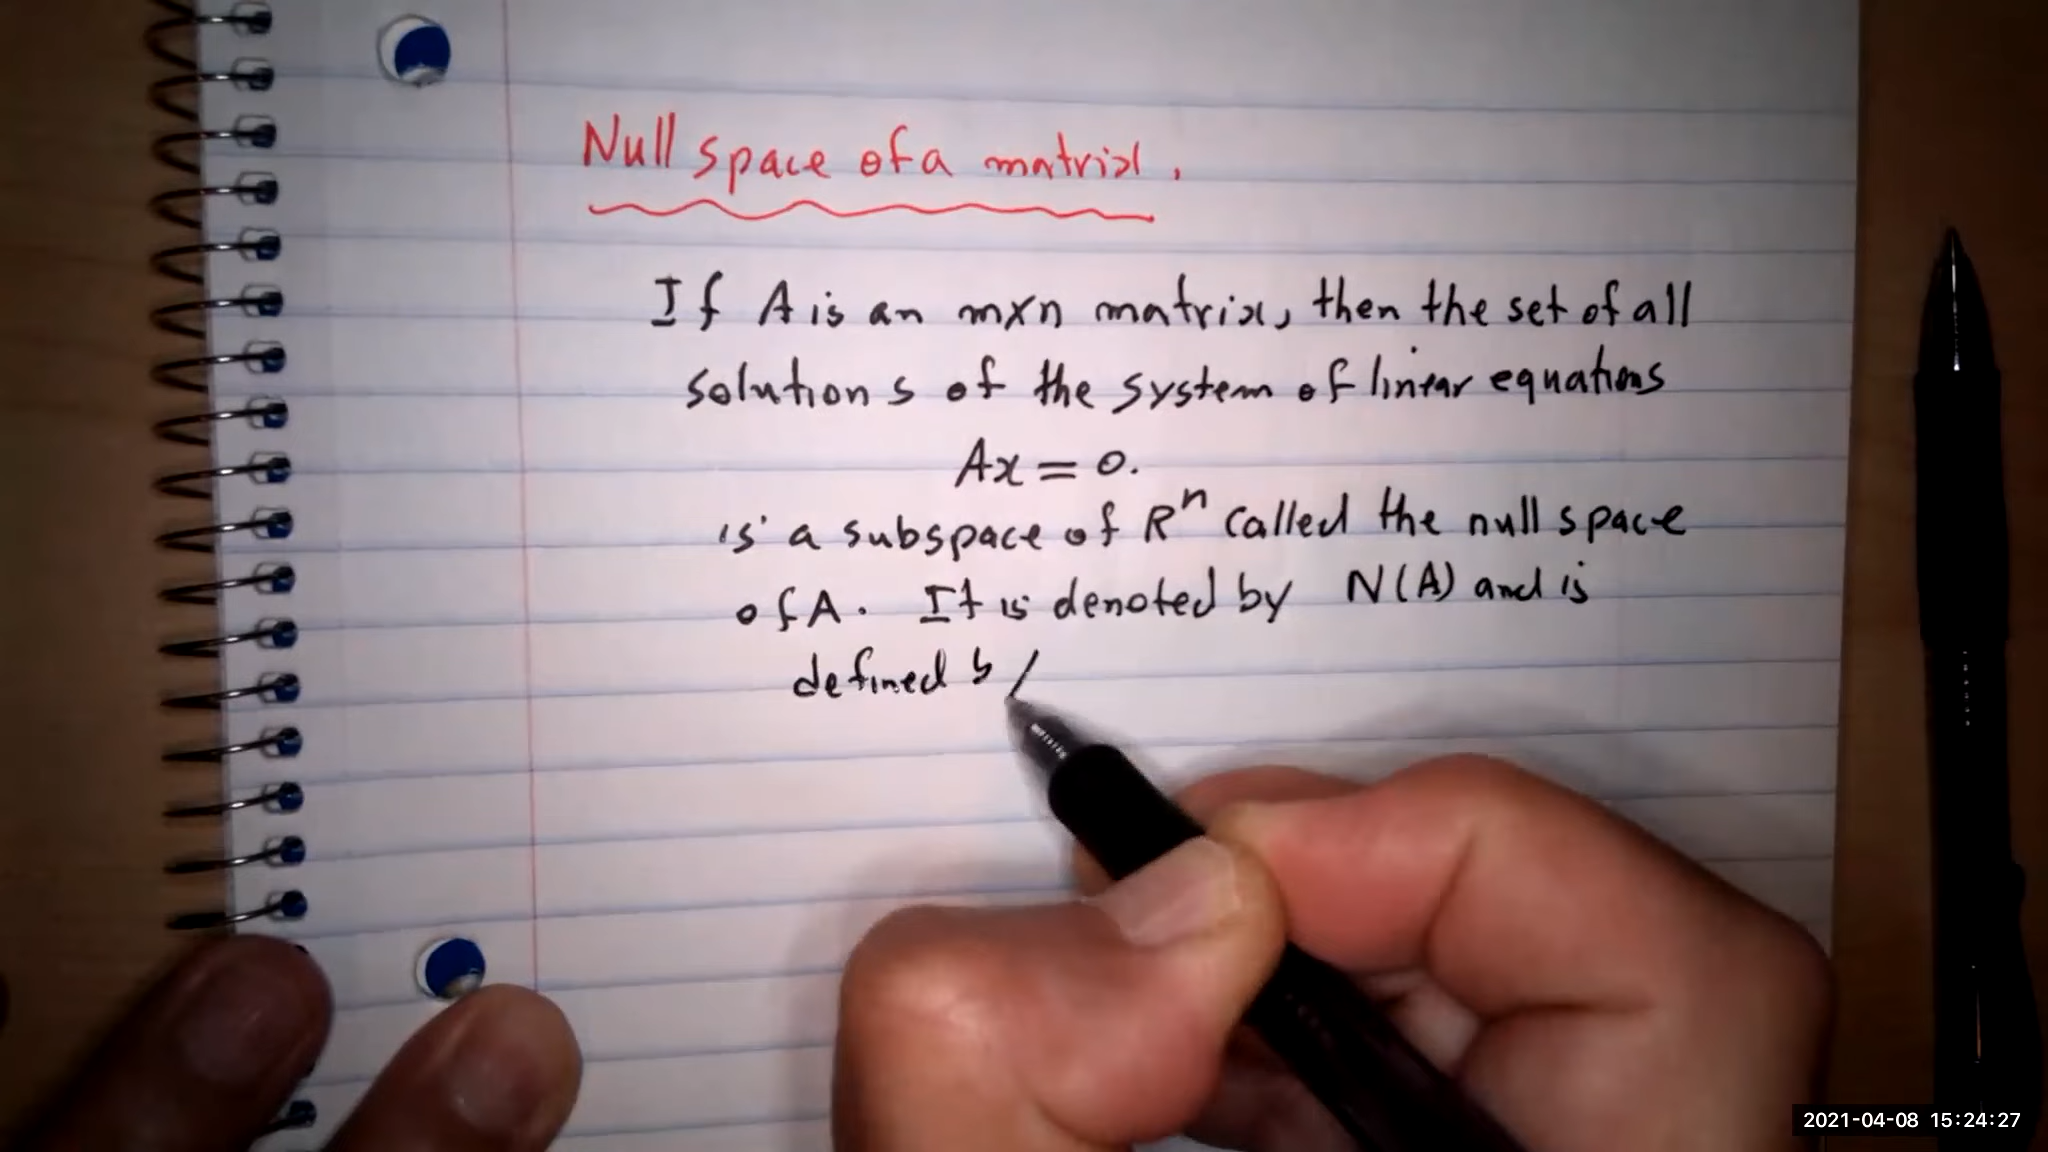 Null space of a matrix.
If A is an mxn matrix, then the set of all
solutions of the system of linear equations
Ax = 0.
is a subspace of Rⁿ called the null space
of A. It is denoted by N(A) and is
defined by
2021-04-08 15:24:27